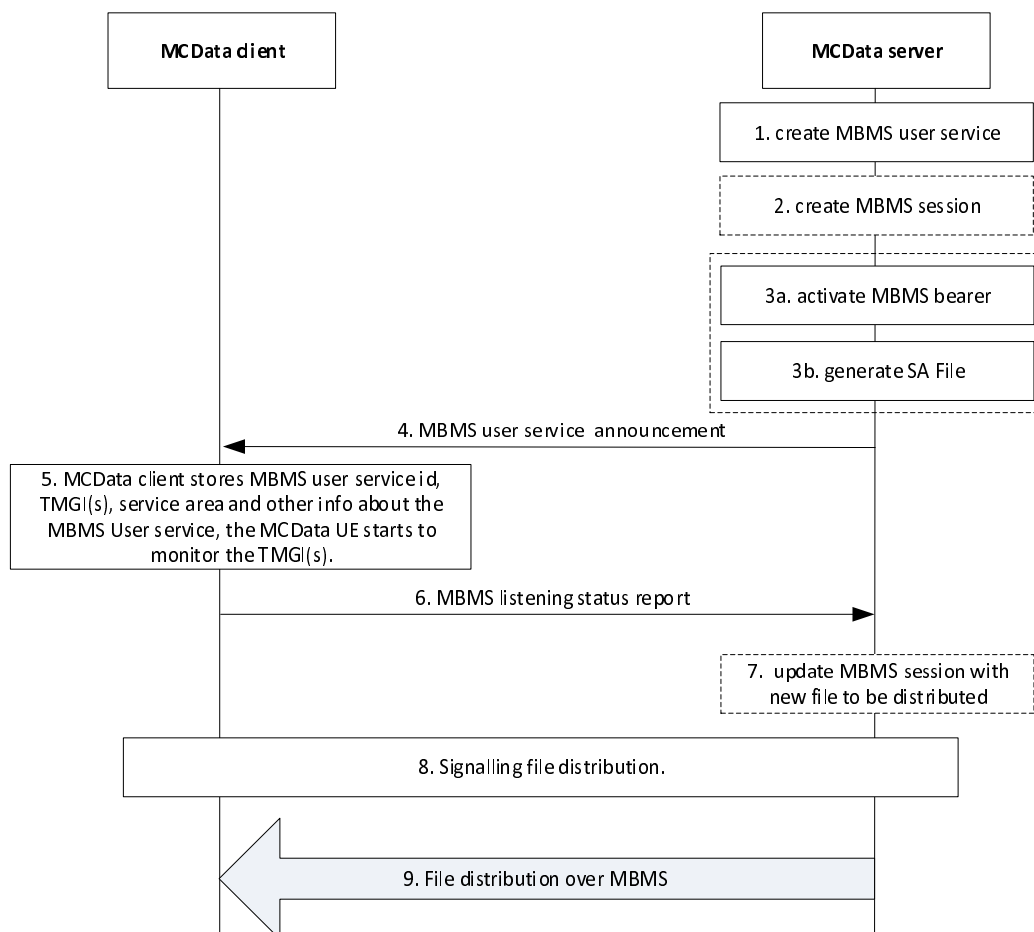 MCData client
MCData server
1. create MBMS user service
2. create MBMS session
3a. activate MBMS bearer
3b. generate SA File
4. MBMS user service announcement
5. MCData client stores MBMS user service id,
TMGI(s), service area and other info about the
MBMS User service, the MCData UE starts to
monitor the TMGI(s).
6. MBMS listening status report
7. update MBMS session with
new file to be distributed
8. Signalling file distribution.
9. File distribution over MBMS